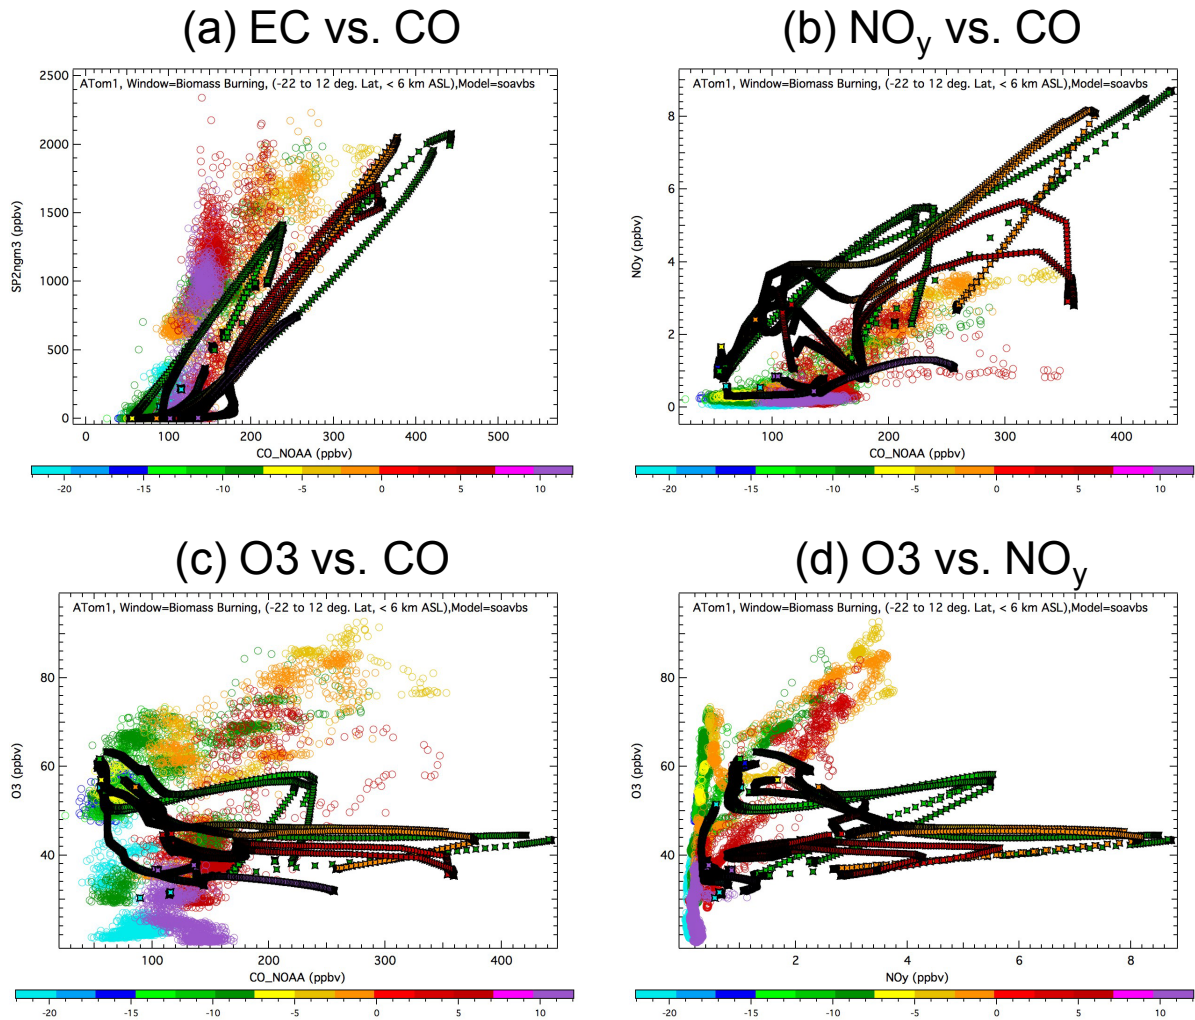 (a) EC vs. CO
ATom1, Window=Biomass Burning, (-22 to 12 deg. Lat, < 6 km ASL),Model=soavbs
2500
2000
1500
1000
500
0
SP2ngm3 (ppbv)
0 100 200 300 400 500
CO_NOAA (ppbv)
-20 -15 -10 -5 0 5 10
(b) NOy vs. CO
ATom1, Window=Biomass Burning, (-22 to 12 deg. Lat, < 6 km ASL),Model=soavbs
8
6
4
2
0
NOy (ppbv)
100 200 300 400
CO_NOAA (ppbv)
-20 -15 -10 -5 0 5 10
(c) O3 vs. CO
ATom1, Window=Biomass Burning, (-22 to 12 deg. Lat, < 6 km ASL),Model=soavbs
80
60
40
O3 (ppbv)
100 200 300 400
CO_NOAA (ppbv)
-20 -15 -10 -5 0 5 10
(d) O3 vs. NOy
ATom1, Window=Biomass Burning, (-22 to 12 deg. Lat, < 6 km ASL),Model=soavbs
80
60
40
O3 (ppbv)
2 4 6 8
NOy (ppbv)
-20 -15 -10 -5 0 5 10